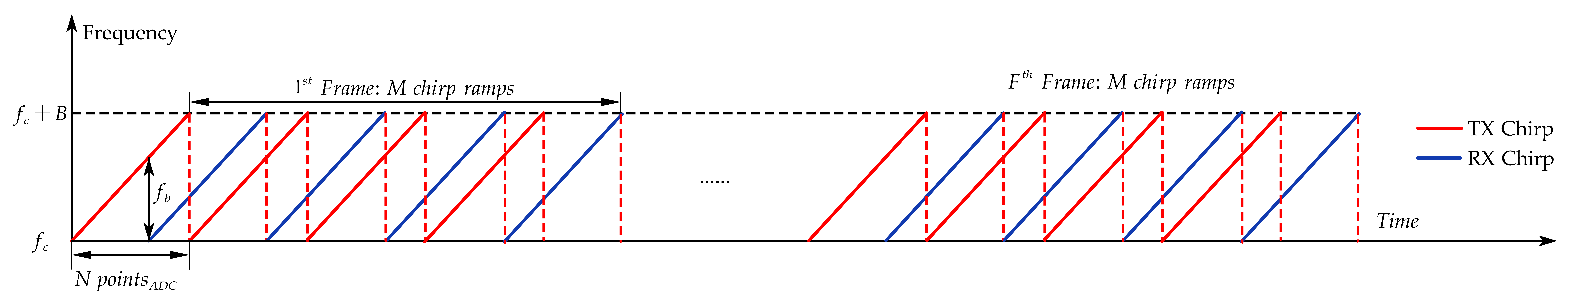 Frequency
1st Frame: M chirp ramps
Fth Frame: M chirp ramps
fc + B
TX Chirp
RX Chirp
......
fb
Time
fc
N pointsADC